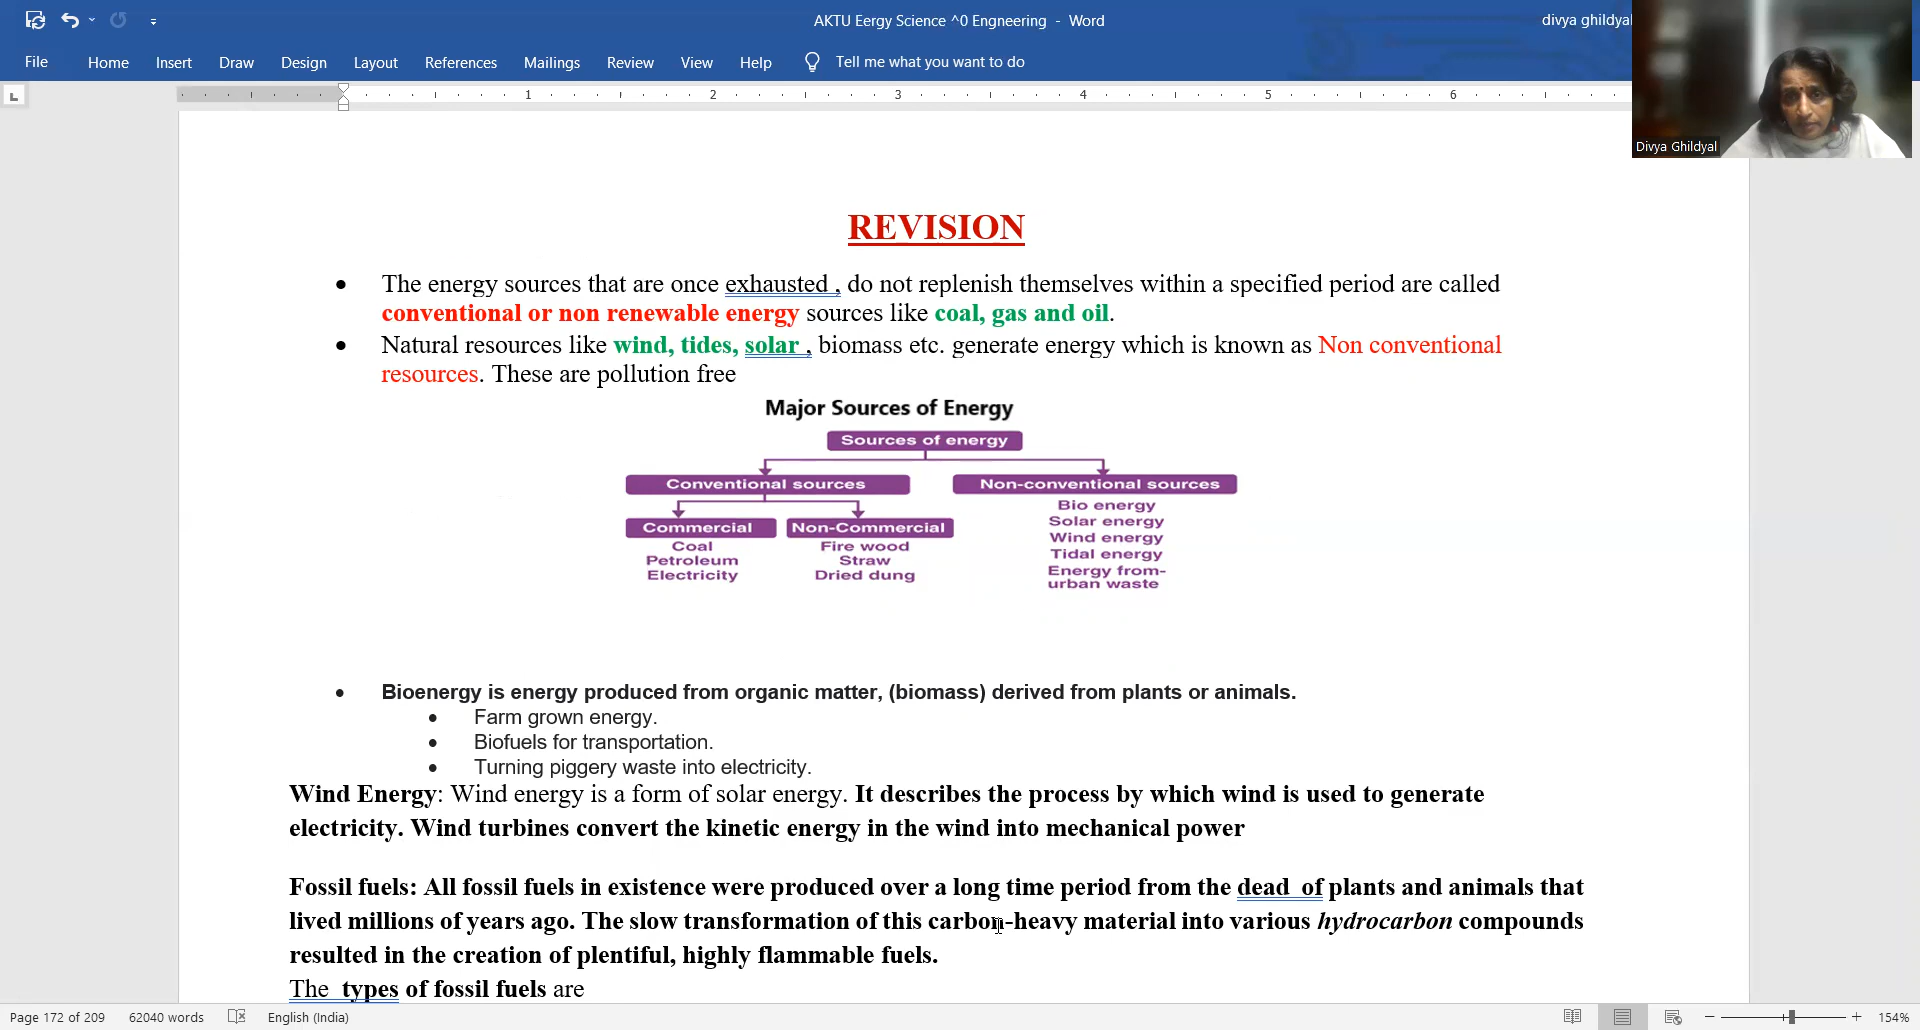 AKTU Eergy Science ^0 Engneering - Word
divya ghildyal
File Home Insert Draw Design Layout References Mailings Review View Help Tell me what you want to do
L
1 2 3 4 5 6
Divya Ghildyal
REVISION
• The energy sources that are once exhausted , do not replenish themselves within a specified period are called
conventional or non renewable energy sources like coal, gas and oil.
• Natural resources like wind, tides, solar , biomass etc. generate energy which is known as Non conventional
resources. These are pollution free
Major Sources of Energy
Sources of energy
Conventional sources
Non-conventional sources
Commercial
Coal
Petroleum
Electricity
Non-Commercial
Fire wood
Straw
Dried dung
Bio energy
Solar energy
Wind energy
Tidal energy
Energy from-
urban waste
• Bioenergy is energy produced from organic matter, (biomass) derived from plants or animals.
• Farm grown energy.
• Biofuels for transportation.
• Turning piggery waste into electricity.
Wind Energy: Wind energy is a form of solar energy. It describes the process by which wind is used to generate
electricity. Wind turbines convert the kinetic energy in the wind into mechanical power
Fossil fuels: All fossil fuels in existence were produced over a long time period from the dead of plants and animals that
lived millions of years ago. The slow transformation of this carbon-heavy material into various hydrocarbon compounds
resulted in the creation of plentiful, highly flammable fuels.
The types of fossil fuels are
Page 172 of 209 62040 words English (India) 154%